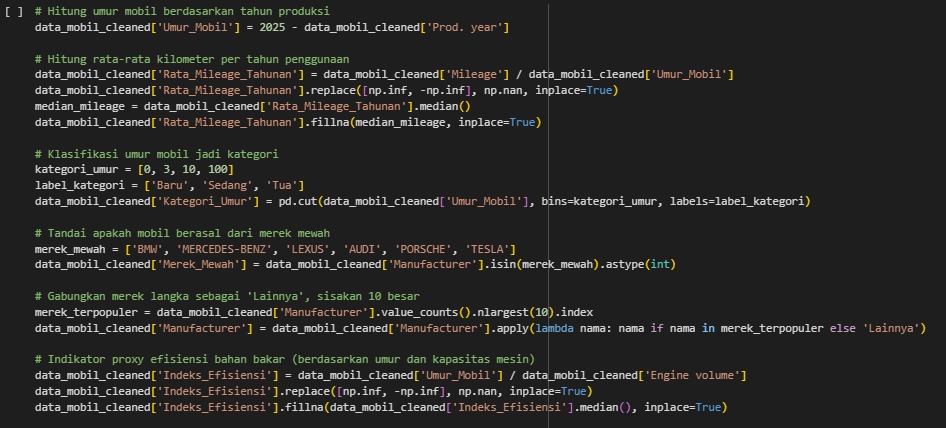 [ ] # Hitung umur mobil berdasarkan tahun produksi
data_mobil_cleaned['Umur_Mobil'] = 2025 - data_mobil_cleaned['Prod. year']
# Hitung rata-rata kilometer per tahun penggunaan
data_mobil_cleaned['Rata_Mileage_Tahunan'] = data_mobil_cleaned['Mileage'] / data_mobil_cleaned['Umur_Mobil']
data_mobil_cleaned['Rata_Mileage_Tahunan'].replace([np.inf, -np.inf], np.nan, inplace=True)
median_mileage = data_mobil_cleaned['Rata_Mileage_Tahunan'].median()
data_mobil_cleaned['Rata_Mileage_Tahunan'].fillna(median_mileage, inplace=True)
# Klasifikasi umur mobil jadi kategori
kategori_umur = [0, 3, 10, 100]
label_kategori = ['Baru', 'Sedang', 'Tua']
data_mobil_cleaned['Kategori_Umur'] = pd.cut(data_mobil_cleaned['Umur_Mobil'], bins=kategori_umur, labels=label_kategori)
# Tandai apakah mobil berasal dari merek mewah
merek_mewah = ['BMW', 'MERCEDES-BENZ', 'LEXUS', 'AUDI', 'PORSCHE', 'TESLA']
data_mobil_cleaned['Merek_Mewah'] = data_mobil_cleaned['Manufacturer'].isin(merek_mewah).astype(int)
# Gabungkan merek langka sebagai 'Lainnya', sisakan 10 besar
merek_terpopuler = data_mobil_cleaned['Manufacturer'].value_counts().nlargest(10).index
data_mobil_cleaned['Manufacturer'] = data_mobil_cleaned['Manufacturer'].apply(lambda nama: nama if nama in merek_terpopuler else 'Lainnya')
# Indikator proxy efisiensi bahan bakar (berdasarkan umur dan kapasitas mesin)
data_mobil_cleaned['Indeks_Efisiensi'] = data_mobil_cleaned['Umur_Mobil'] / data_mobil_cleaned['Engine volume']
data_mobil_cleaned['Indeks_Efisiensi'].replace([np.inf, -np.inf], np.nan, inplace=True)
data_mobil_cleaned['Indeks_Efisiensi'].fillna(data_mobil_cleaned['Indeks_Efisiensi'].median(), inplace=True)